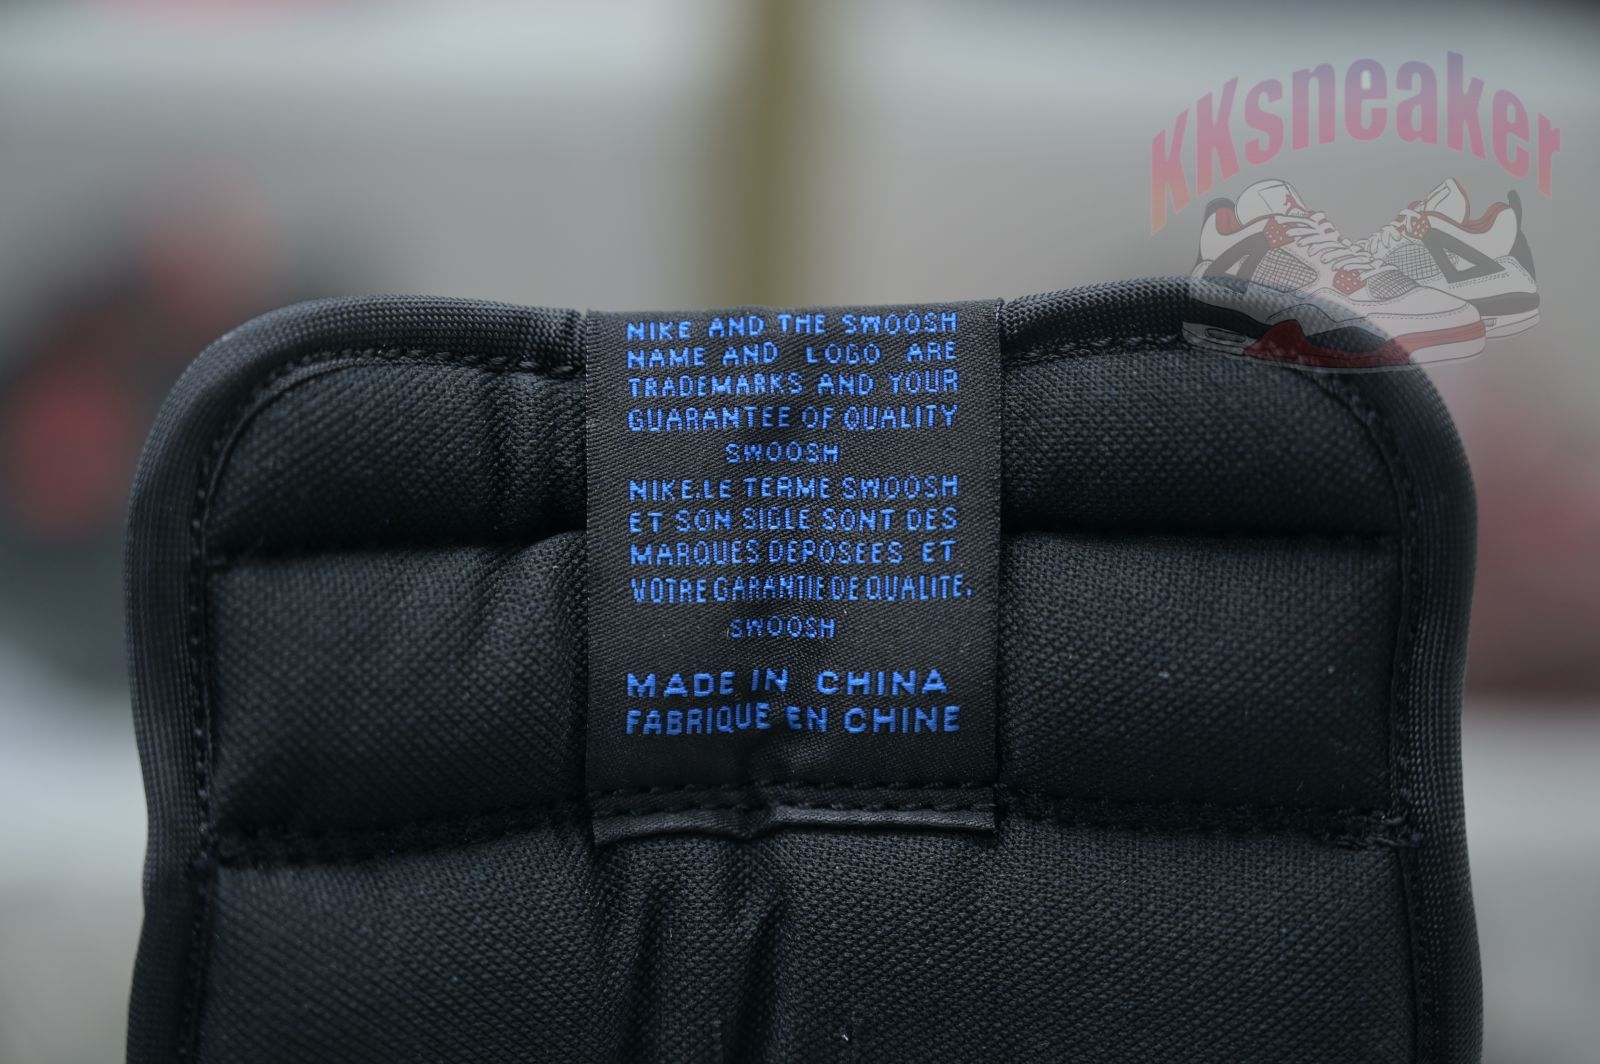 KKsneaker
NIKE AND THE SWOOSH
NAME AND LOGO ARE
TRADEMARKS AND YOUR
GUARANTEE OF QUALITY
SWOOSH
NIKE.LE TERME SWOOSH
ET SON SIGLE SONT DES
MARQUES DEPOSEES ET
VOTRE GARANTIE DE QUALITE.
SWOOSH
MADE IN CHINA
FABRIQUE EN CHINE